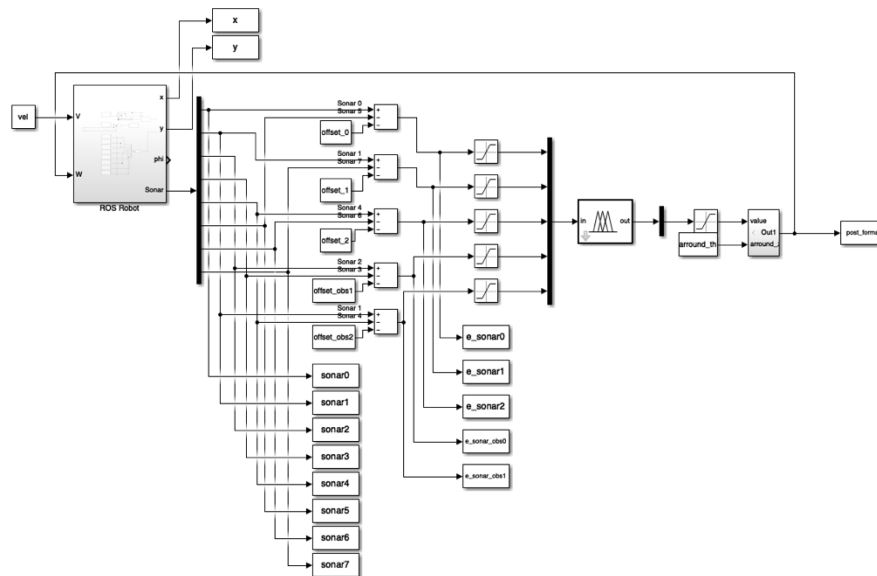 x
y
vel
V
W
x
y
phi
Sonar
ROS Robot
Sonar 0
Sonar 5
offset_0
+
−
−
Sonar 1
Sonar 7
offset_1
+
−
−
Sonar 4
Sonar 6
offset_2
+
−
−
Sonar 2
Sonar 3
offset_obs1
+
−
−
Sonar 1
Sonar 4
offset_obs2
+
−
−
in
out
arround_th
value
Out1
arround_
post_forma
e_sonar0
e_sonar1
e_sonar2
e_sonar_obs0
e_sonar_obs1
sonar0
sonar1
sonar2
sonar3
sonar4
sonar5
sonar6
sonar7